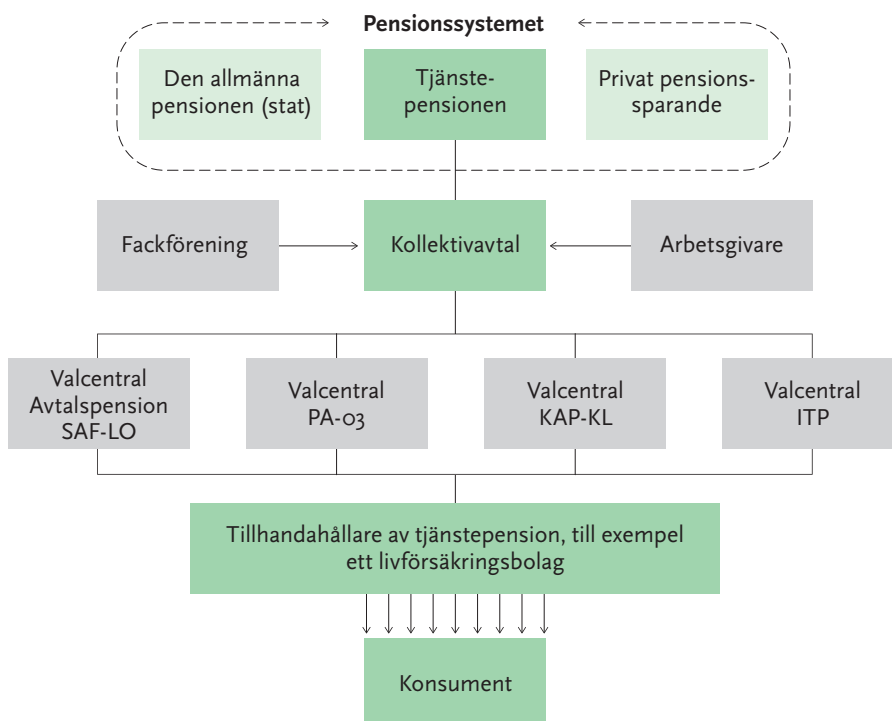 Pensionssystemet
Den allmänna
pensionen (stat)
Tjänste-
pensionen
Privat pensions-
sparande
Fackförening
Kollektivavtal
Arbetsgivare
Valcentral
Avtalspension
SAF-LO
Valcentral
PA-03
Valcentral
KAP-KL
Valcentral
ITP
Tillhandahållare av tjänstepension, till exempel
ett livförsäkringsbolag
Konsument